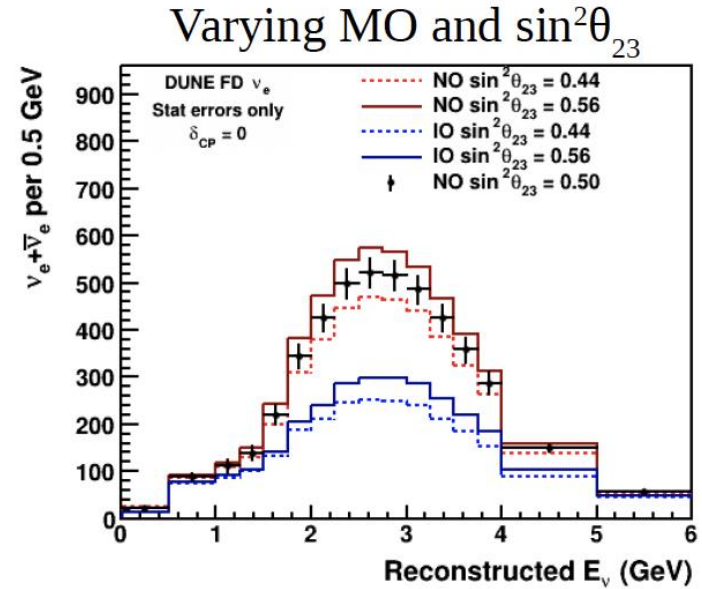 Varying MO and sin²θ₂₃
DUNE FD νₑ
Stat errors only
δ_CP = 0
NO sin²θ₂₃ = 0.44
NO sin²θ₂₃ = 0.56
IO sin²θ₂₃ = 0.44
IO sin²θ₂₃ = 0.56
NO sin²θ₂₃ = 0.50
νₑ+ν̄ₑ per 0.5 GeV
900
800
700
600
500
400
300
200
100
0
0 1 2 3 4 5 6
Reconstructed E_ν (GeV)